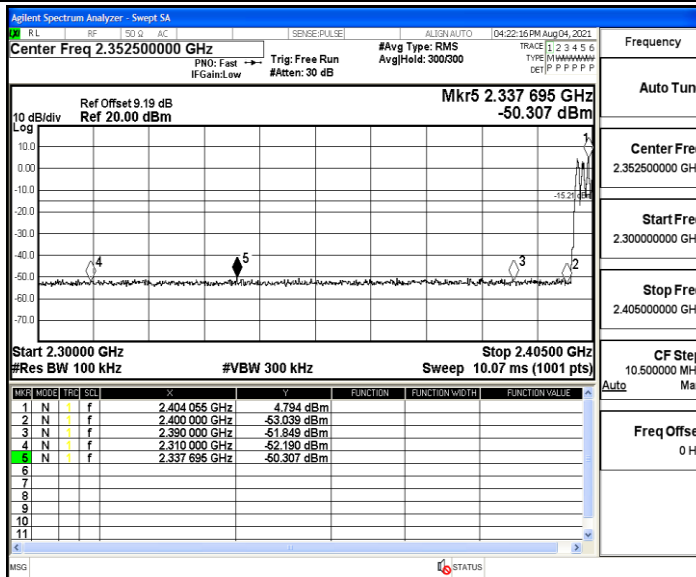 Agilent Spectrum Analyzer - Swept SA
LXI RL RF 50 Ω AC SENSE:PULSE ALIGN AUTO 04:22:16 PM Aug 04, 2021
Center Freq 2.352500000 GHz
PNO: Fast
IFGain:Low
Trig: Free Run
#Atten: 30 dB
#Avg Type: RMS
Avg|Hold: 300/300
TRACE 1 2 3 4 5 6
TYPE M WWWWW
DET P P P P P P
Ref Offset 9.19 dB
10 dB/div Ref 20.00 dBm
Log
Mkr5 2.337 695 GHz
-50.307 dBm
10.0
0.00
-10.0
-20.0
-30.0
-40.0
-50.0
-60.0
-70.0
1
-15.21 dBm
4
5
3
2
Start 2.30000 GHz Stop 2.40500 GHz
#Res BW 100 kHz #VBW 300 kHz Sweep 10.07 ms (1001 pts)
MKR MODE TRC SCL X Y FUNCTION FUNCTION WIDTH FUNCTION VALUE
1 N 1 f 2.404 055 GHz 4.794 dBm
2 N 1 f 2.400 000 GHz -53.039 dBm
3 N 1 f 2.390 000 GHz -51.849 dBm
4 N 1 f 2.310 000 GHz -52.190 dBm
5 N 1 f 2.337 695 GHz -50.307 dBm
6
7
8
9
10
11
MSG STATUS
Frequency
Auto Tun
Center Fre
2.352500000 GH
Start Fre
2.300000000 GH
Stop Fre
2.405000000 GH
CF Step
10.500000 MH
Auto Ma
Freq Offse
0 H